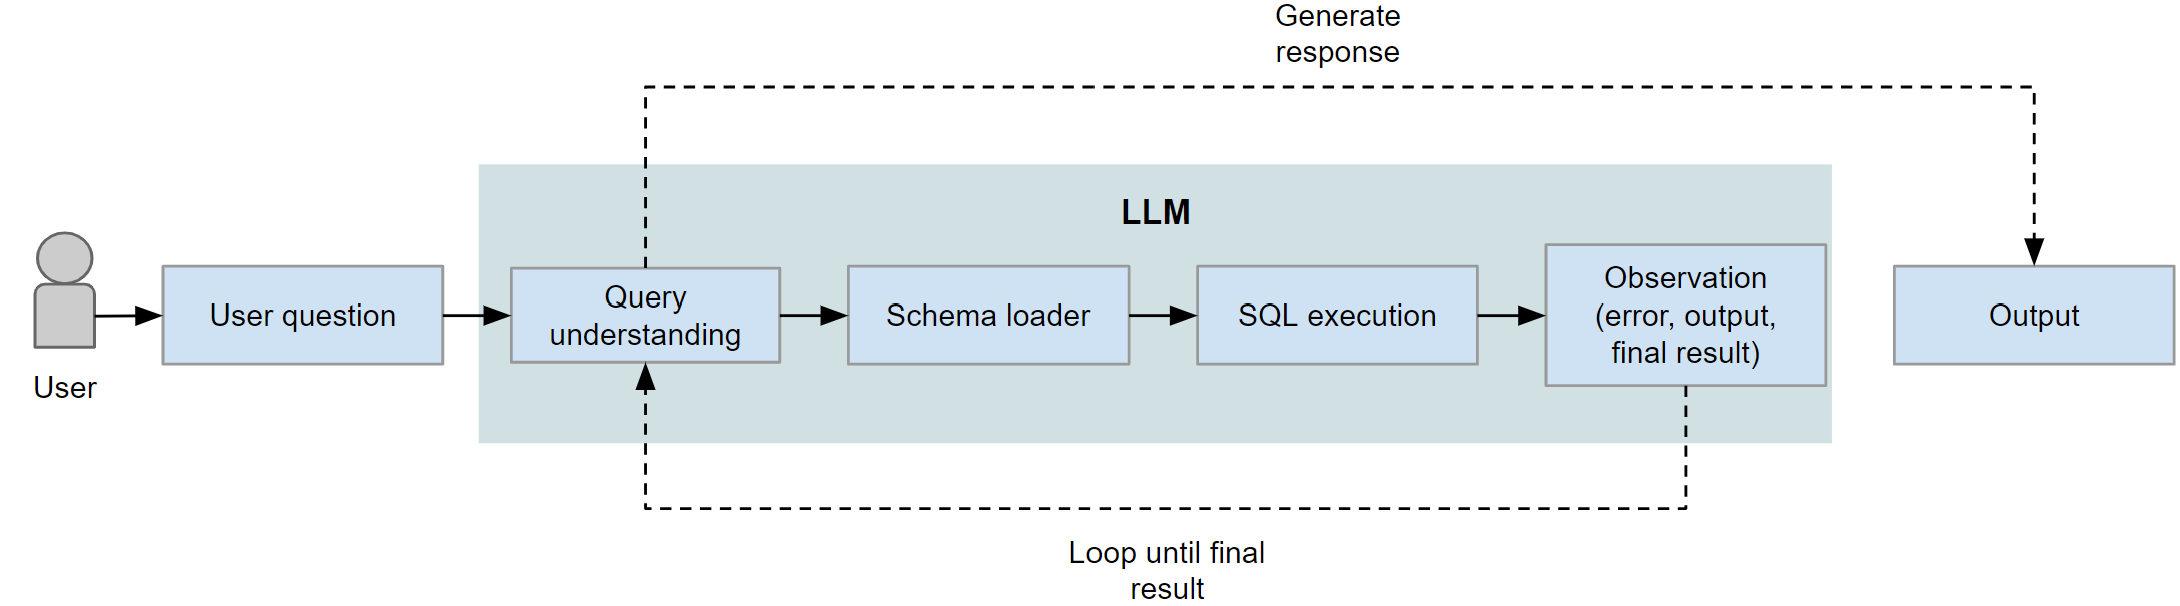 Generate
response
LLM
User question
Query
understanding
Schema loader
SQL execution
Observation
(error, output,
final result)
Output
User
Loop until final
result